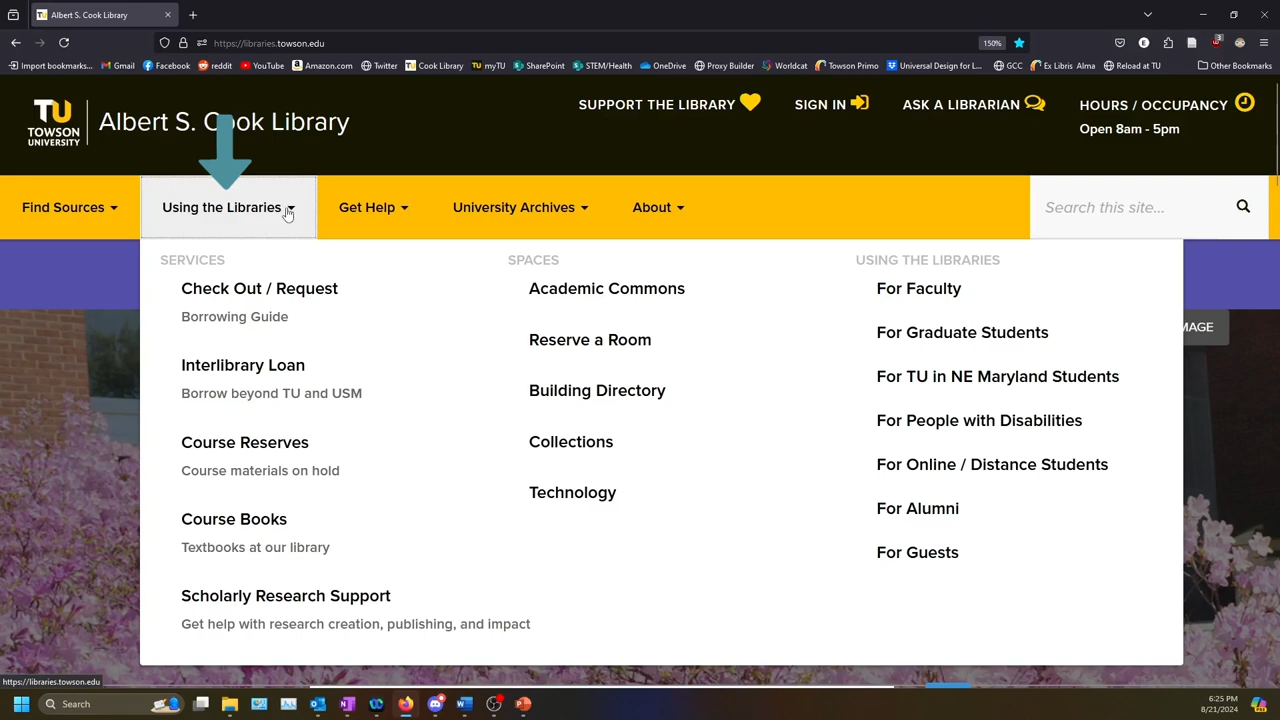 Albert S. Cook Library
https://libraries.towson.edu
150%
Import bookmarks...
Gmail
Facebook
reddit
YouTube
Amazon.com
Twitter
Cook Library
myTU
SharePoint
STEM/Health
OneDrive
Proxy Builder
Worldcat
Towson Primo
Universal Design for L...
GCC
Ex Libris Alma
Reload at TU
Other Bookmarks
TU
TOWSON
UNIVERSITY
Albert S. Cook Library
SUPPORT THE LIBRARY
SIGN IN
ASK A LIBRARIAN
HOURS / OCCUPANCY
Open 8am - 5pm
Find Sources
Using the Libraries
Get Help
University Archives
About
Search this site...
SERVICES
Check Out / Request
Borrowing Guide
Interlibrary Loan
Borrow beyond TU and USM
Course Reserves
Course materials on hold
Course Books
Textbooks at our library
Scholarly Research Support
Get help with research creation, publishing, and impact
SPACES
Academic Commons
Reserve a Room
Building Directory
Collections
Technology
USING THE LIBRARIES
For Faculty
For Graduate Students
For TU in NE Maryland Students
For People with Disabilities
For Online / Distance Students
For Alumni
For Guests
MAGE
https://libraries.towson.edu
Search
6:25 PM
8/21/2024